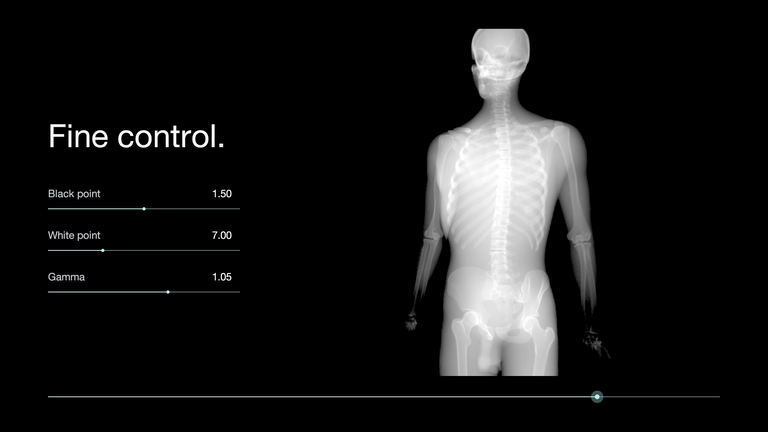 Fine control.
Black point 1.50
White point 7.00
Gamma 1.05